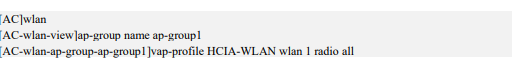 [AC]wlan
[AC-wlan-view]ap-group name ap-group1
[AC-wlan-ap-group-ap-group1]vap-profile HCIA-WLAN wlan 1 radio all